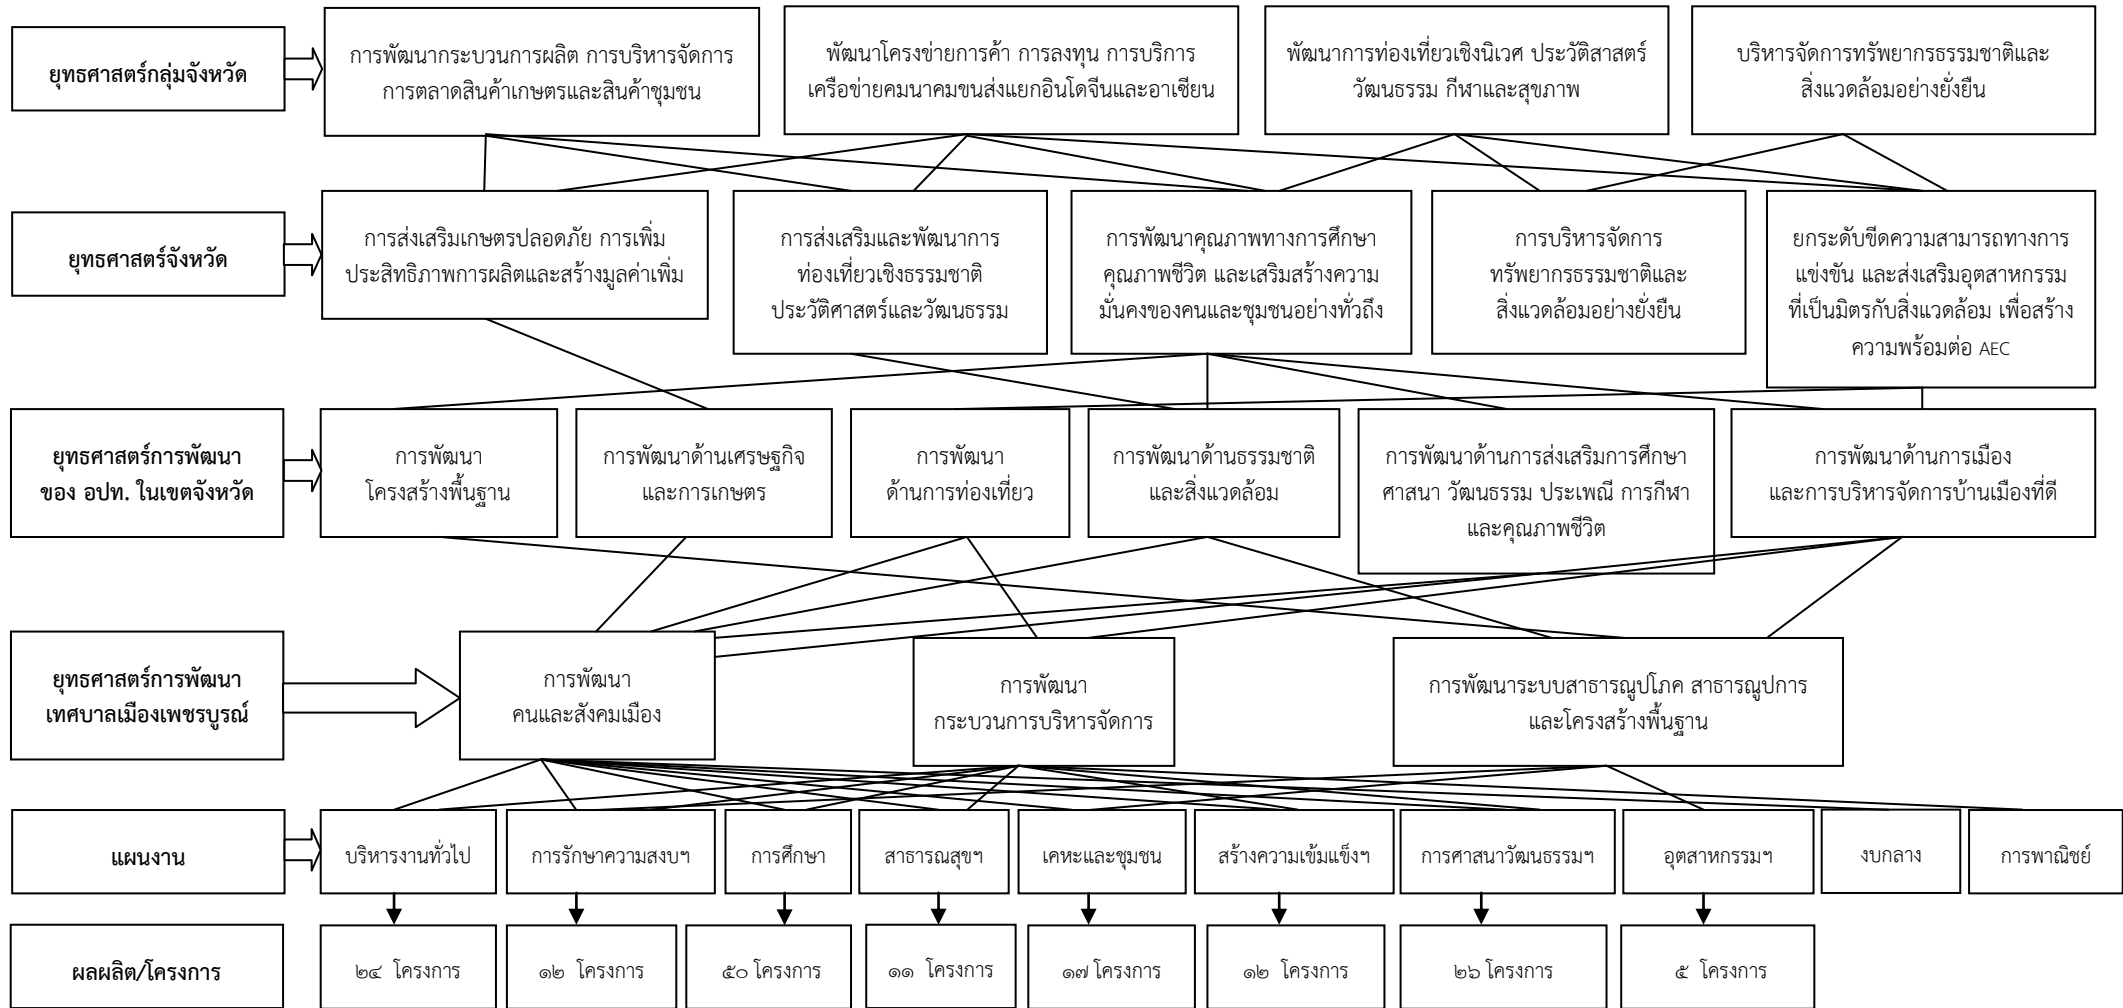 ยุทธศาสตร์กลุ่มจังหวัด
การพัฒนากระบวนการผลิต การบริหารจัดการ
การตลาดสินค้าเกษตรและสินค้าชุมชน
พัฒนาโครงข่ายการค้า การลงทุน การบริการ
เครือข่ายคมนาคมขนส่งแยกอินโดจีนและอาเซียน
พัฒนาการท่องเที่ยวเชิงนิเวศ ประวัติสาสตร์
วัฒนธรรม กีฬาและสุขภาพ
บริหารจัดการทรัพยากรธรรมชาติและ
สิ่งแวดล้อมอย่างยั่งยืน
ยุทธศาสตร์จังหวัด
การส่งเสริมเกษตรปลอดภัย การเพิ่ม
ประสิทธิภาพการผลิตและสร้างมูลค่าเพิ่ม
การส่งเสริมและพัฒนาการ
ท่องเที่ยวเชิงธรรมชาติ
ประวัติศาสตร์และวัฒนธรรม
การพัฒนาคุณภาพทางการศึกษา
คุณภาพชีวิต และเสริมสร้างความ
มั่นคงของคนและชุมชนอย่างทั่วถึง
การบริหารจัดการ
ทรัพยากรธรรมชาติและ
สิ่งแวดล้อมอย่างยั่งยืน
ยกระดับขีดความสามารถทางการ
แข่งขัน และส่งเสริมอุตสาหกรรม
ที่เป็นมิตรกับสิ่งแวดล้อม เพื่อสร้าง
ความพร้อมต่อ AEC
ยุทธศาสตร์การพัฒนา
ของ อปท. ในเขตจังหวัด
การพัฒนา
โครงสร้างพื้นฐาน
การพัฒนาด้านเศรษฐกิจ
และการเกษตร
การพัฒนา
ด้านการท่องเที่ยว
การพัฒนาด้านธรรมชาติ
และสิ่งแวดล้อม
การพัฒนาด้านการส่งเสริมการศึกษา
ศาสนา วัฒนธรรม ประเพณี การกีฬา
และคุณภาพชีวิต
การพัฒนาด้านการเมือง
และการบริหารจัดการบ้านเมืองที่ดี
ยุทธศาสตร์การพัฒนา
เทศบาลเมืองเพชรบูรณ์
การพัฒนา
คนและสังคมเมือง
การพัฒนา
กระบวนการบริหารจัดการ
การพัฒนาระบบสาธารณูปโภค สาธารณูปการ
และโครงสร้างพื้นฐาน
แผนงาน
บริหารงานทั่วไป
การรักษาความสงบฯ
การศึกษา
สาธารณสุขฯ
เคหะและชุมชน
สร้างความเข้มแข็งฯ
การศาสนาวัฒนธรรมฯ
อุตสาหกรรมฯ
งบกลาง
การพาณิชย์
ผลผลิต/โครงการ
๒๔ โครงการ
๑๒ โครงการ
๕๐ โครงการ
๑๑ โครงการ
๑๗ โครงการ
๑๒ โครงการ
๒๖ โครงการ
๕ โครงการ